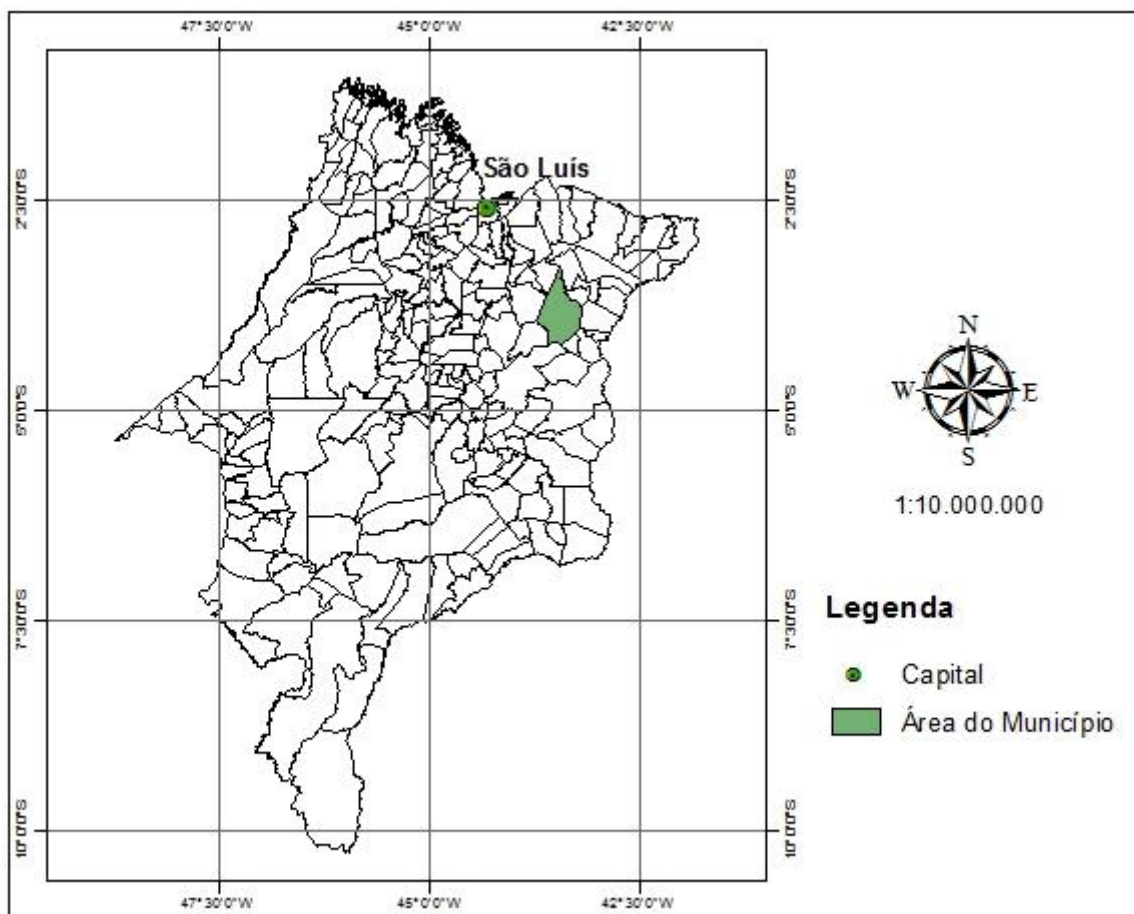 47°30'0"W 45°0'0"W 42°30'0"W
São Luís
2°30'0"S 2°30'0"S
N
W E
S
5°0'0"S 5°0'0"S
1:10.000.000
Legenda
7°30'0"S 7°30'0"S
Capital
Área do Município
10°0'0"S 10°0'0"S
47°30'0"W 45°0'0"W 42°30'0"W